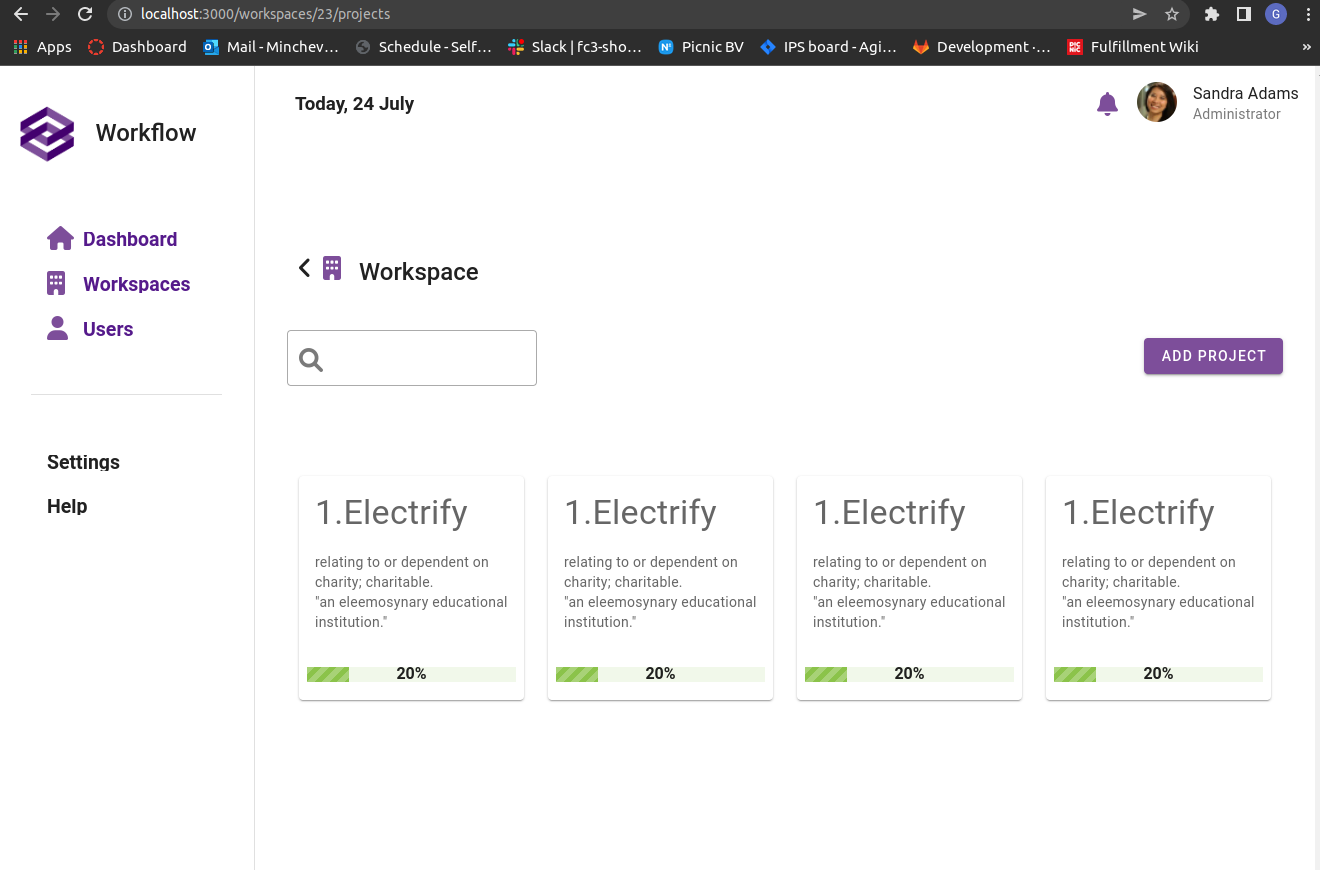 localhost:3000/workspaces/23/projects
G
Apps Dashboard Mail - Minchev... Schedule - Self... Slack | fc3-sho... Picnic BV IPS board - Agi... Development ·... Fulfillment Wiki »
Today, 24 July
Sandra Adams
Administrator
Workflow
Dashboard
Workspaces
Users
Settings
Help
Workspace
ADD PROJECT
1.Electrify
relating to or dependent on
charity; charitable.
"an eleemosynary educational
institution."
20%
1.Electrify
relating to or dependent on
charity; charitable.
"an eleemosynary educational
institution."
20%
1.Electrify
relating to or dependent on
charity; charitable.
"an eleemosynary educational
institution."
20%
1.Electrify
relating to or dependent on
charity; charitable.
"an eleemosynary educational
institution."
20%